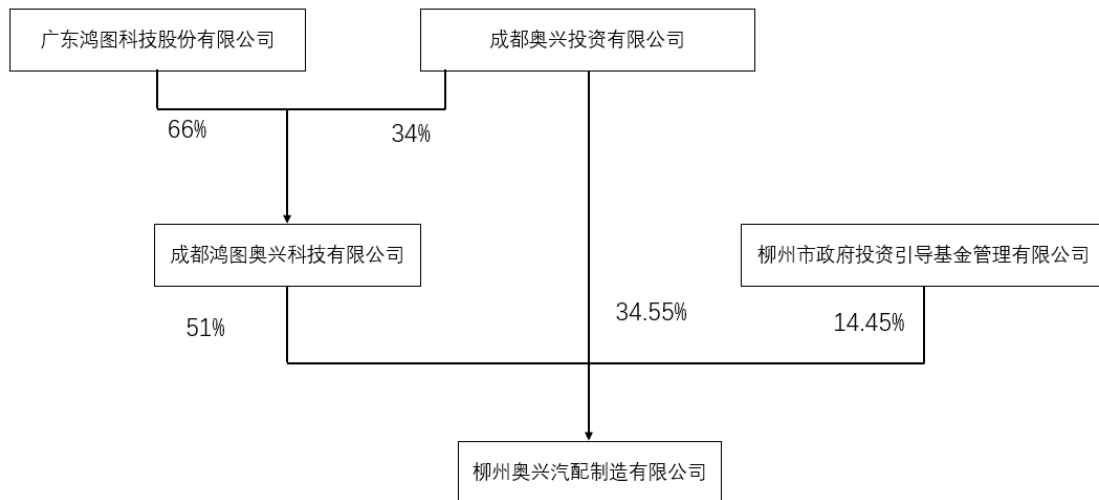 广东鸿图科技股份有限公司
成都奥兴投资有限公司
66%
34%
成都鸿图奥兴科技有限公司
柳州市政府投资引导基金管理有限公司
51%
34.55%
14.45%
柳州奥兴汽配制造有限公司